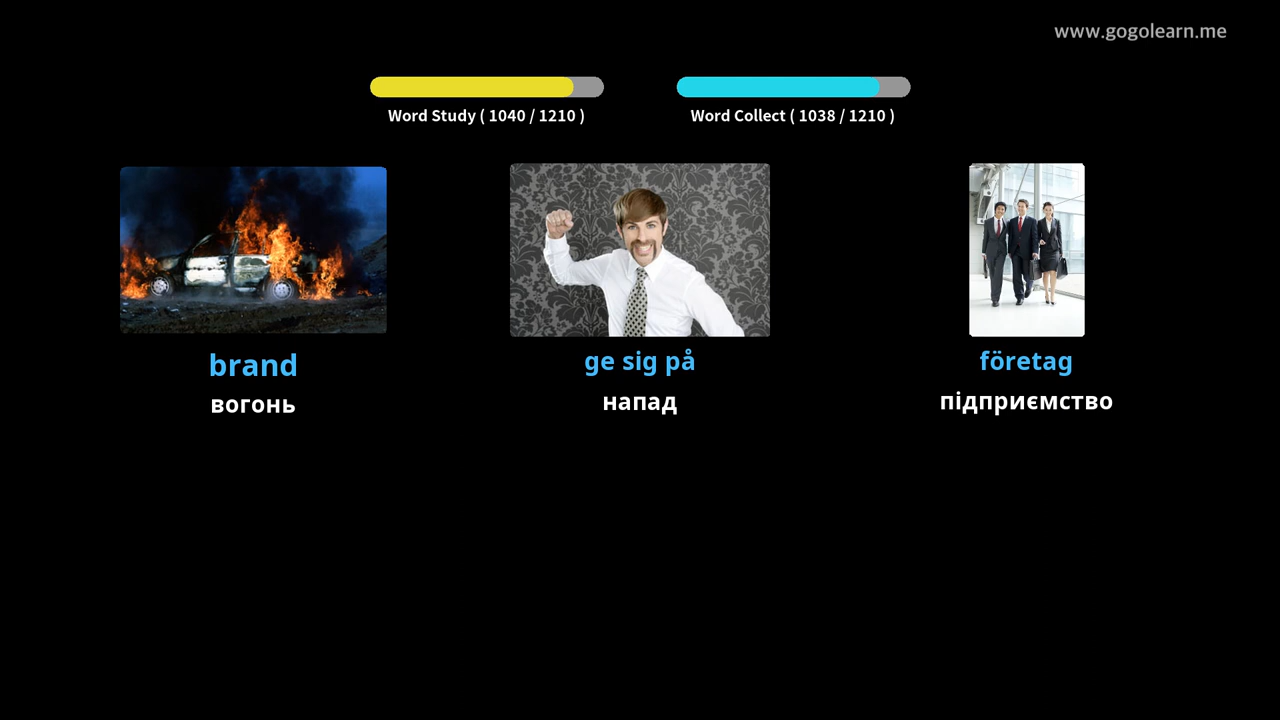 www.gogolearn.me
Word Study ( 1040 / 1210 )
Word Collect ( 1038 / 1210 )
brand
вогонь
ge sig på
напад
företag
підприємство